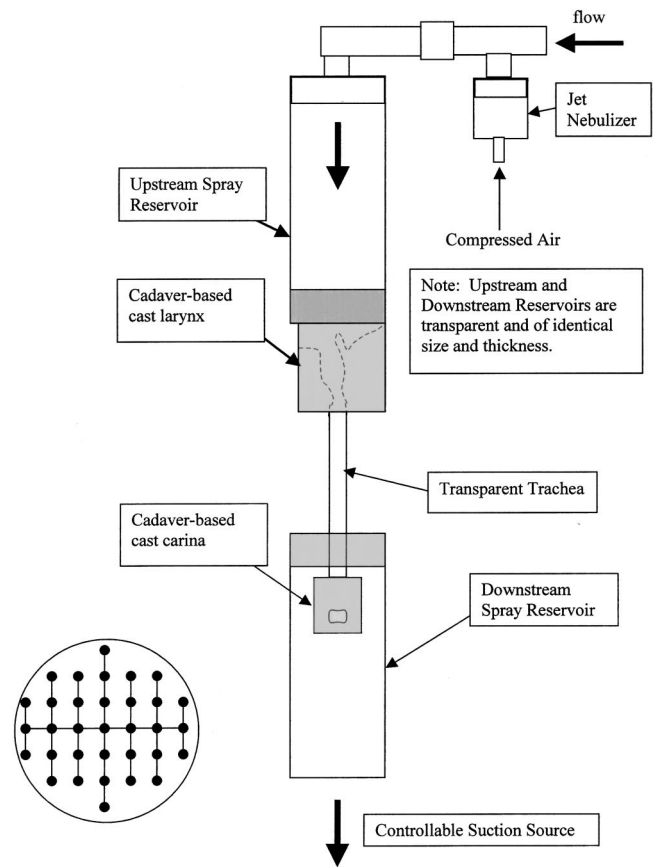 flow
Jet
Nebulizer
Upstream Spray
Reservoir
Compressed Air
Note: Upstream and
Downstream Reservoirs are
transparent and of identical
size and thickness.
Cadaver-based
cast larynx
Transparent Trachea
Cadaver-based
cast carina
Downstream
Spray Reservoir
Controllable Suction Source